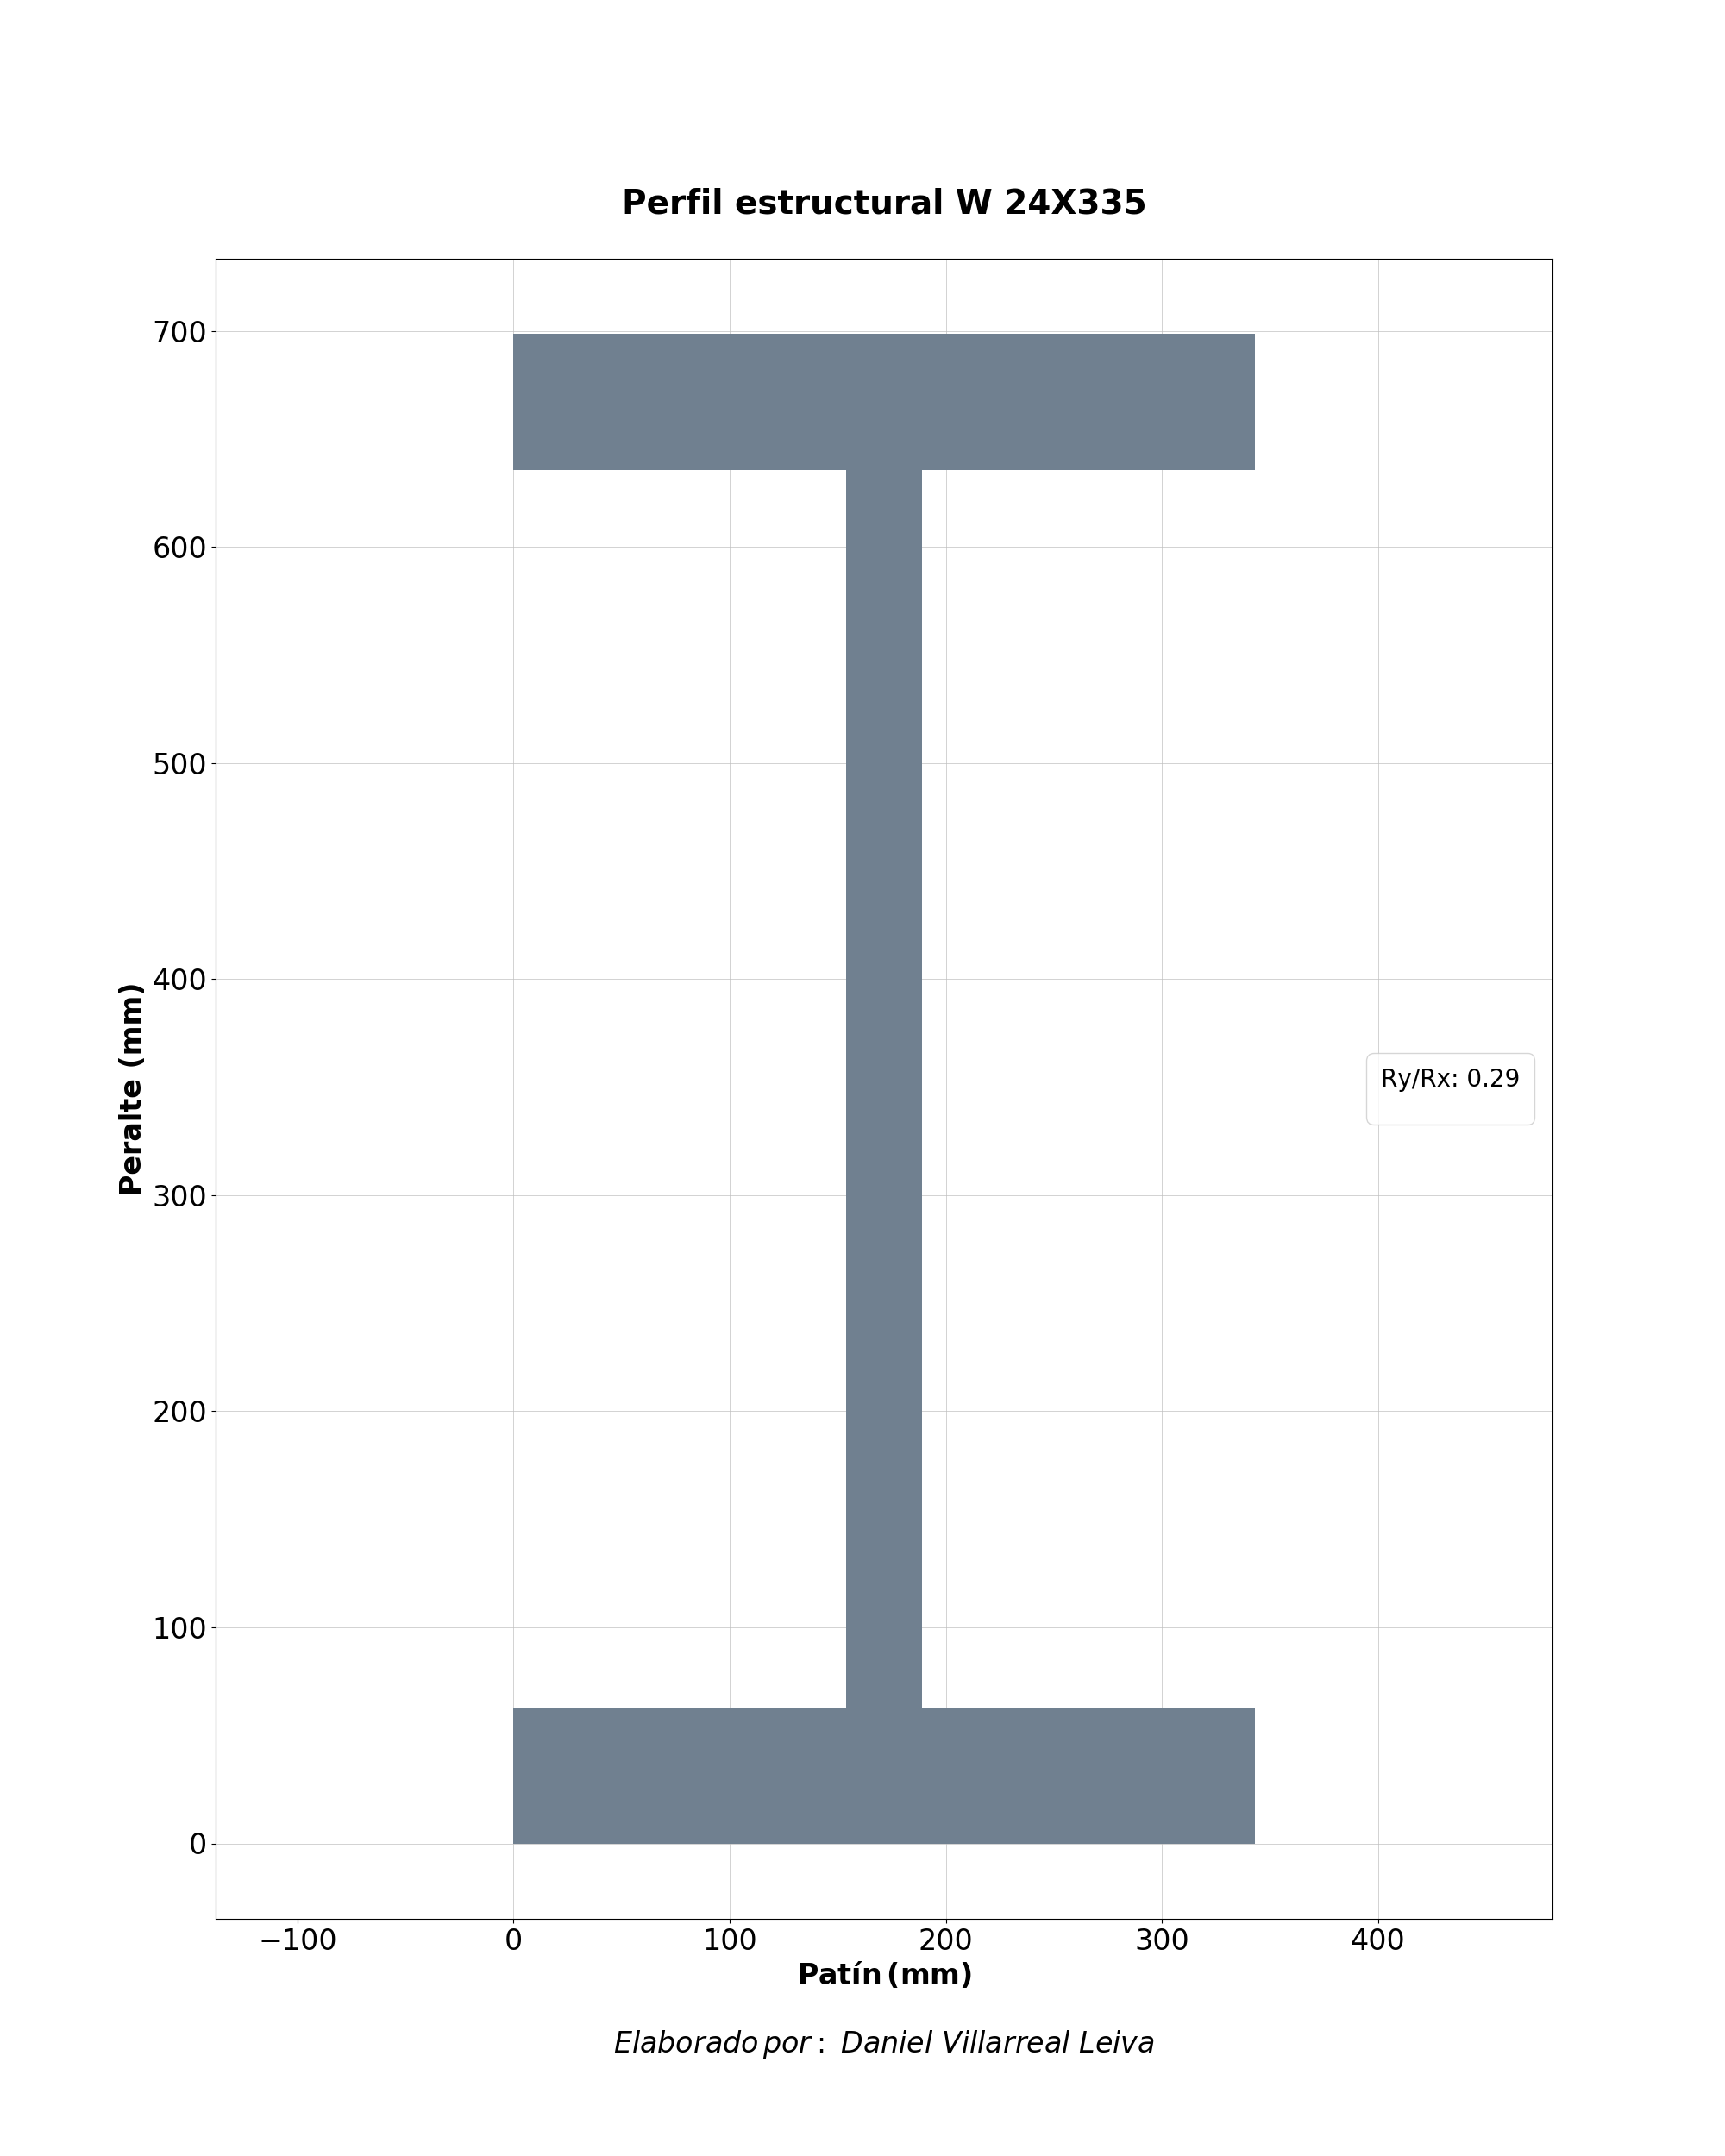 Perfil estructural W 24X335
700
600
500
400
300
200
100
0
Peralte (mm)
Ry/Rx: 0.29
−100 0 100 200 300 400
Patín (mm)
Elaborado por: Daniel Villarreal Leiva